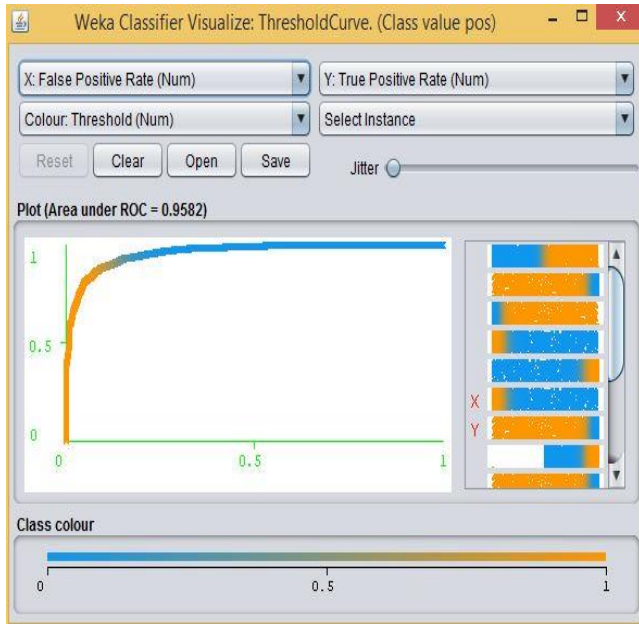 Weka Classifier Visualize: ThresholdCurve. (Class value pos)
X: False Positive Rate (Num)
Y: True Positive Rate (Num)
Colour: Threshold (Num)
Select Instance
Reset
Clear
Open
Save
Jitter
Plot (Area under ROC = 0.9582)
1
0.5
0
0
0.5
1
X
Y
Class colour
0
0.5
1